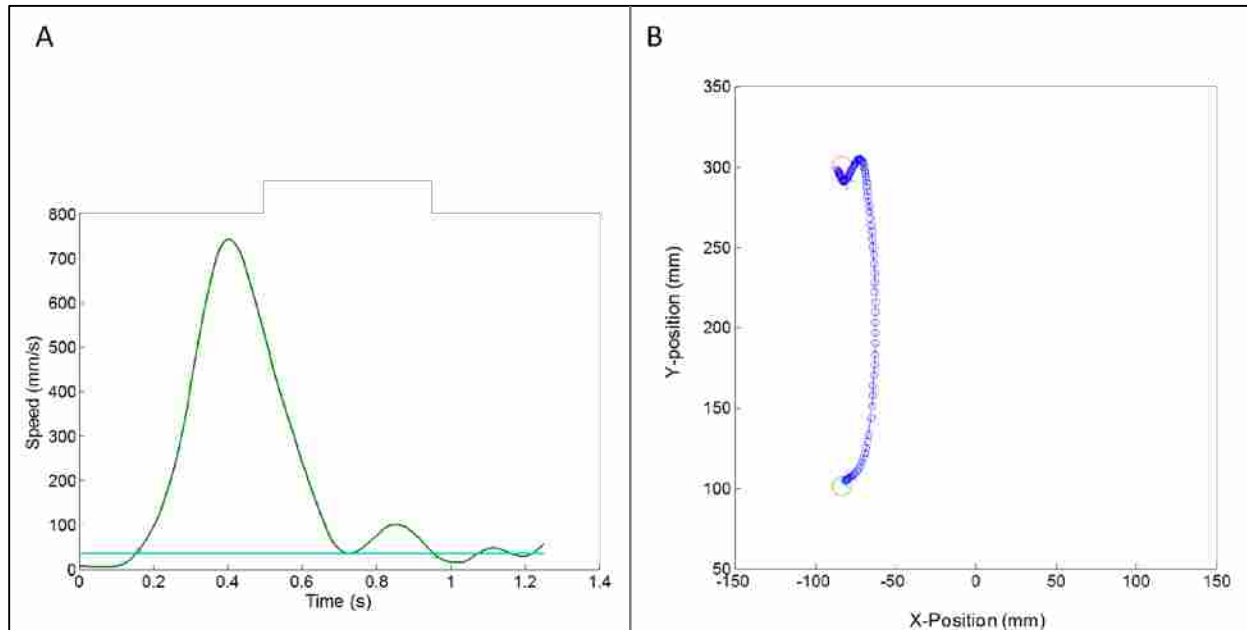 A
800
700
600
500
400
300
200
100
0
Speed (mm/s)
0 0.2 0.4 0.6 0.8 1 1.2 1.4
Time (s)
B
350
300
250
200
150
100
50
Y-position (mm)
-150 -100 -50 0 50 100 150
X-Position (mm)